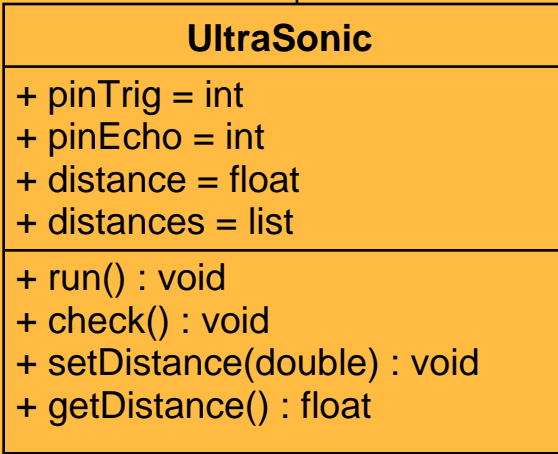 UltraSonic
+ pinTrig = int
+ pinEcho = int
+ distance = float
+ distances = list
+ run() : void
+ check() : void
+ setDistance(double) : void
+ getDistance() : float